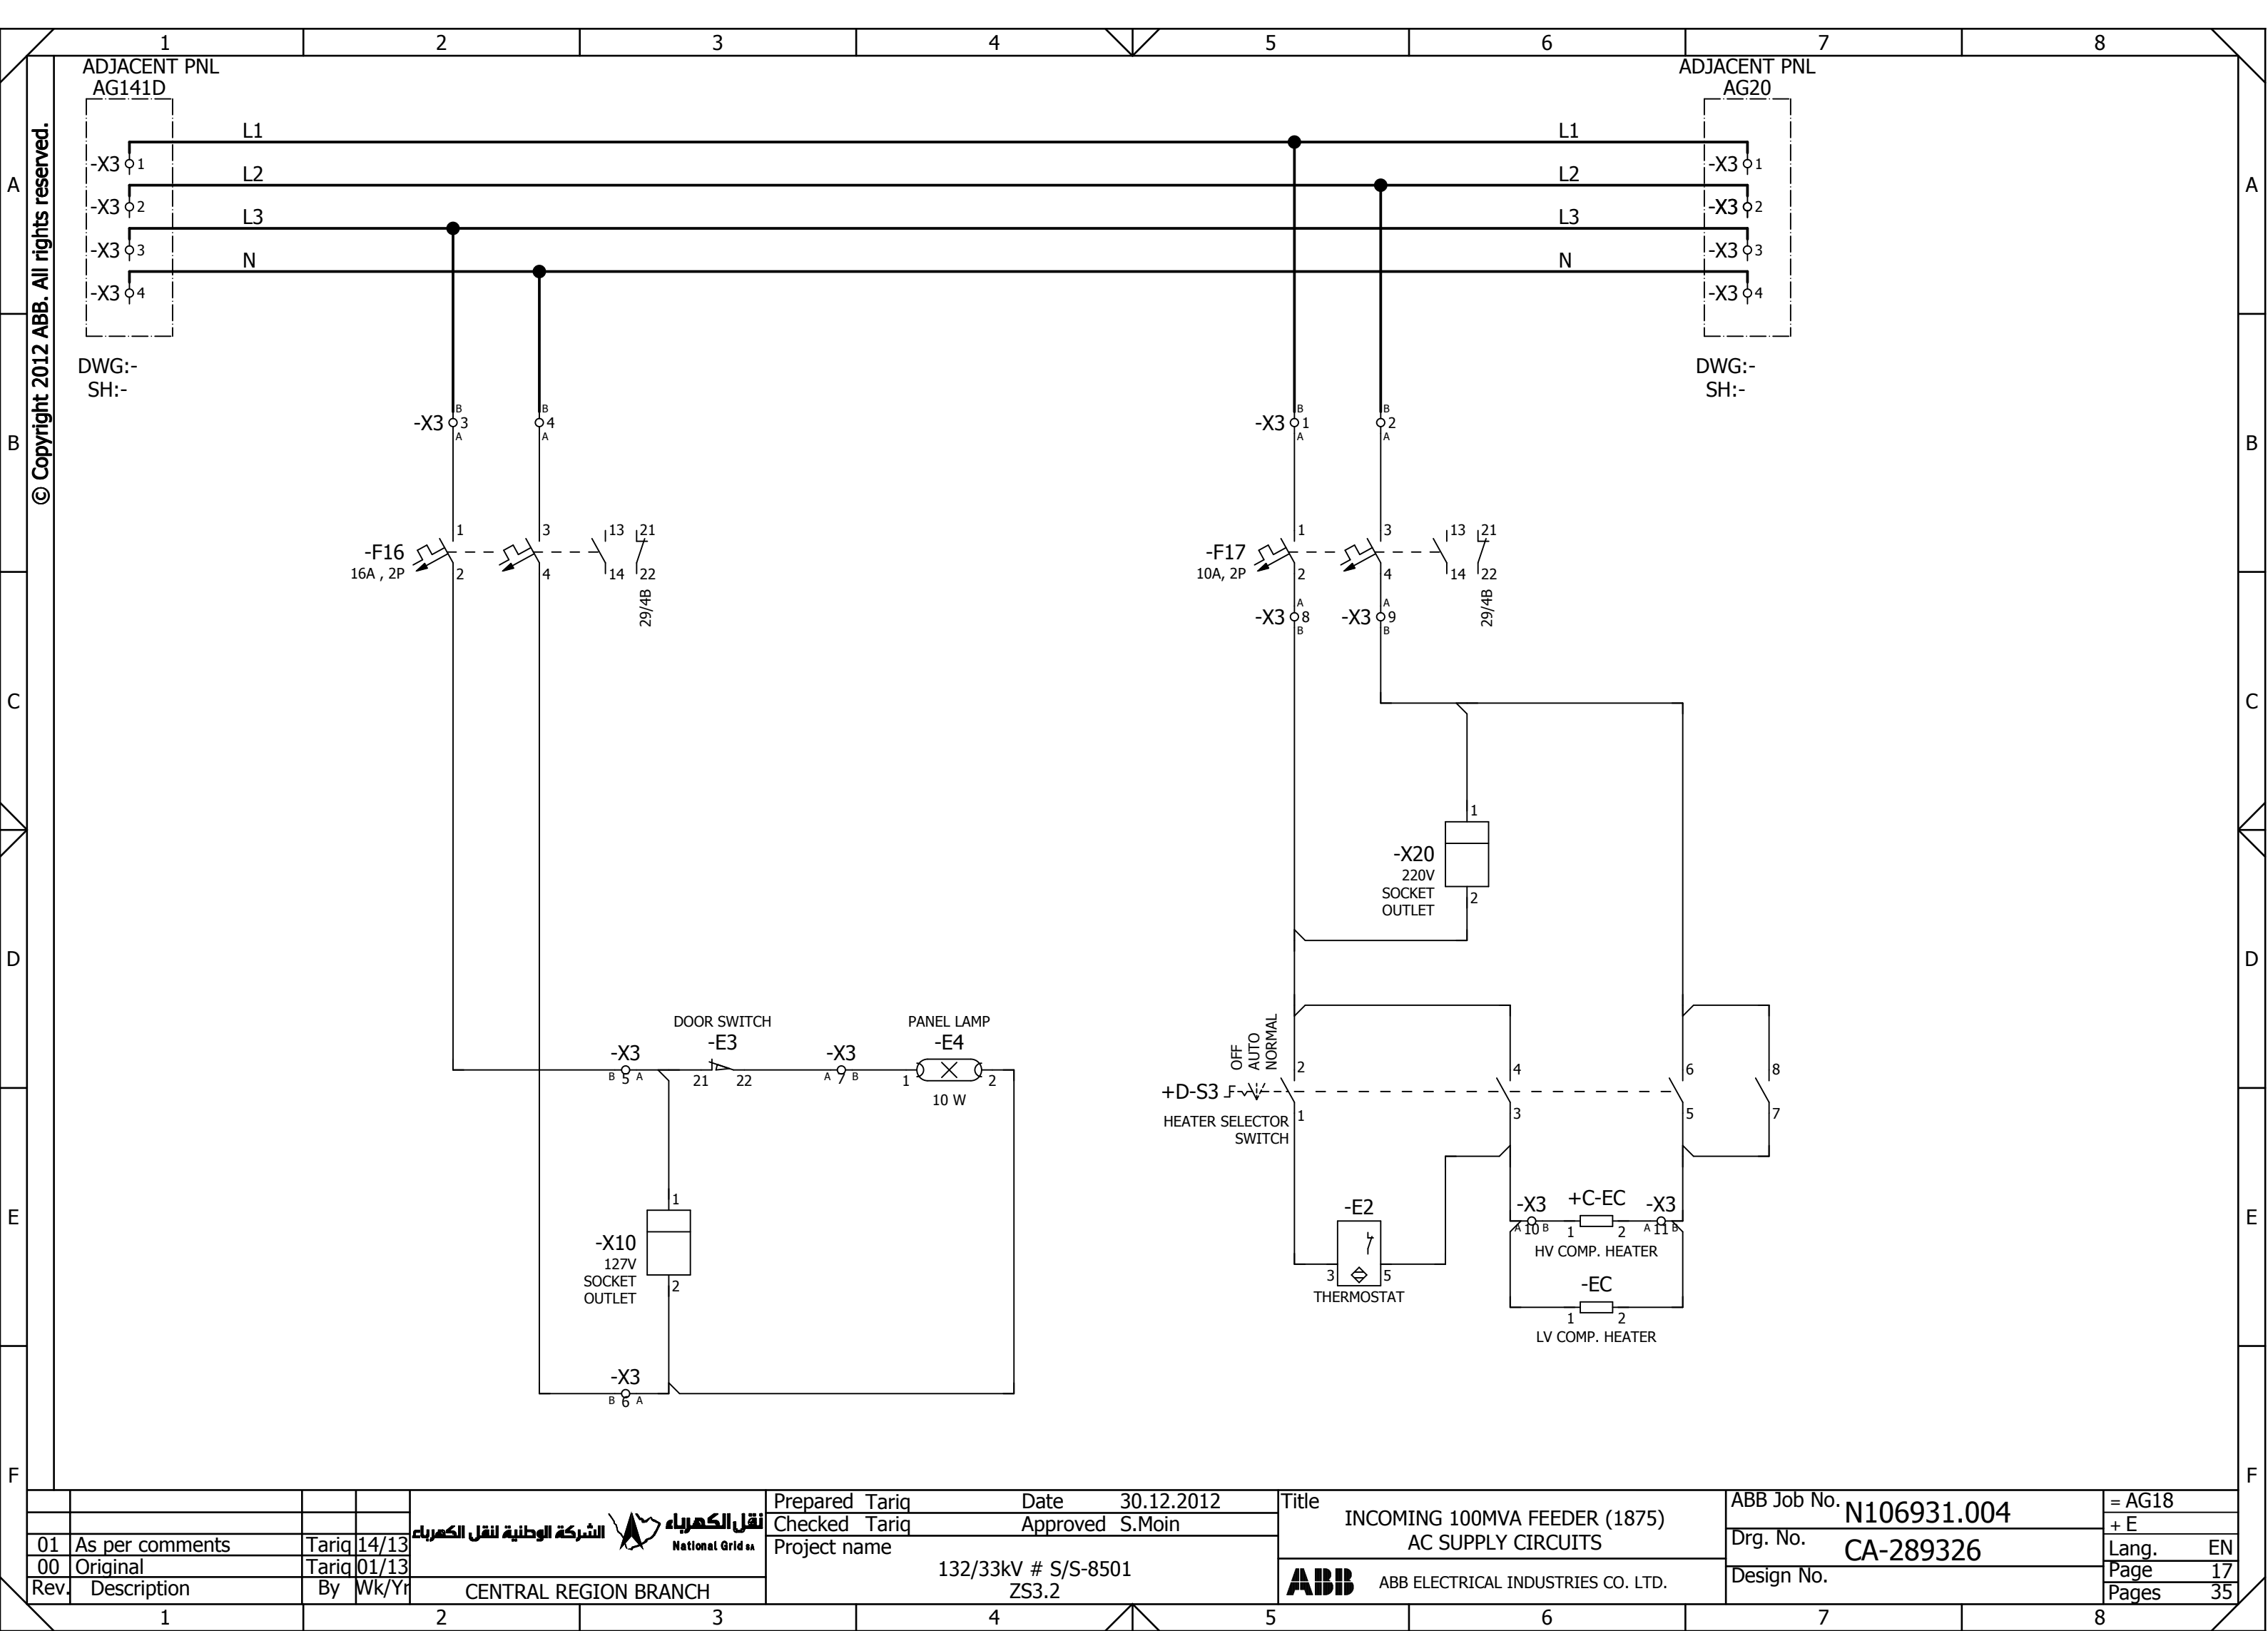 1 2 3 4 5 6 7 8
ADJACENT PNL
AG141D
ADJACENT PNL
AG20
© Copyright 2012 ABB. All rights reserved.
A
B
C
D
E
F
A
B
C
D
E
F
L1
L1
-X3 1
-X3 1
L2
L2
-X3 2
-X3 2
L3
L3
-X3 3
-X3 3
N
N
-X3 4
-X3 4
DWG:-
SH:-
DWG:-
SH:-
B B
-X3 3 4
A A
B B
-X3 1 2
A A
1 3 13 21
-F16
16A , 2P
2 4 14 22
29/4B
1 3 13 21
-F17
10A, 2P
2 4 14 22
29/4B
A A
-X3 8 -X3 9
B B
1
-X20
220V
SOCKET
OUTLET
2
DOOR SWITCH
-E3
PANEL LAMP
-E4
-X3
B 5 A
21 22
-X3
A 7 B
1 2
10 W
1
-X10
127V
SOCKET
OUTLET
2
-X3
B 6 A
OFF
AUTO
NORMAL
2 4 6 8
+D-S3
1 3 5 7
HEATER SELECTOR
SWITCH
-E2
3 5
THERMOSTAT
-X3 +C-EC -X3
A 10 B 1 2 A 11 B
HV COMP. HEATER
-EC
1 2
LV COMP. HEATER
01 As per comments Tariq 14/13
00 Original Tariq 01/13
Rev. Description By Wk/Yr
الشركة الوطنية لنقل الكهرباء
نقل الكهرباء
National Grid SA
CENTRAL REGION BRANCH
Prepared Tariq Date 30.12.2012
Checked Tariq Approved S.Moin
Project name
132/33kV # S/S-8501
ZS3.2
Title
INCOMING 100MVA FEEDER (1875)
AC SUPPLY CIRCUITS
ABB ABB ELECTRICAL INDUSTRIES CO. LTD.
ABB Job No. N106931.004
Drg. No. CA-289326
Design No.
= AG18
+ E
Lang. EN
Page 17
Pages 35
1 2 3 4 5 6 7 8